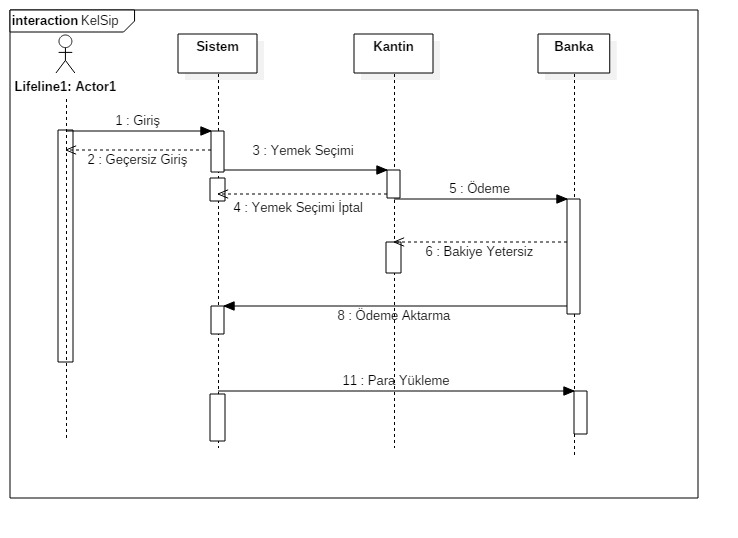 interaction KelSip
Sistem
Kantin
Banka
Lifeline1: Actor1
1 : Giriş
2 : Geçersiz Giriş
3 : Yemek Seçimi
4 : Yemek Seçimi İptal
5 : Ödeme
6 : Bakiye Yetersiz
8 : Ödeme Aktarma
11 : Para Yükleme